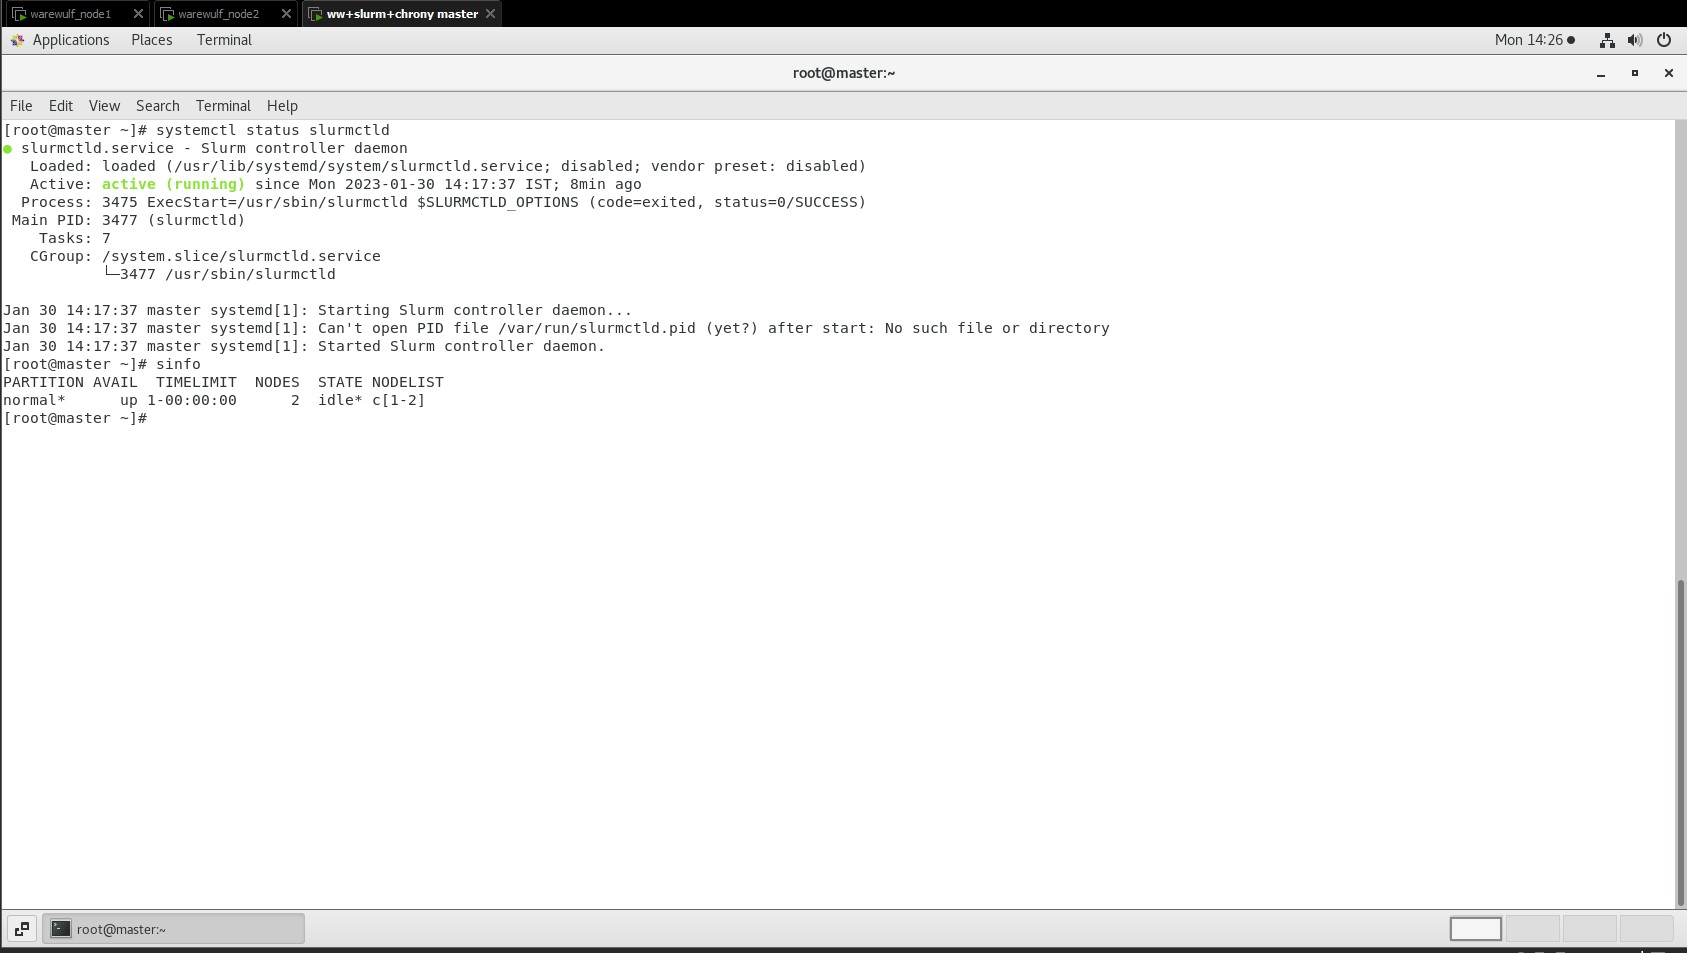 warewulf_node1 warewulf_node2 ww+slurm+chrony master
Applications Places Terminal Mon 14:26
root@master:~
File Edit View Search Terminal Help
[root@master ~]# systemctl status slurmctld
● slurmctld.service - Slurm controller daemon
   Loaded: loaded (/usr/lib/systemd/system/slurmctld.service; disabled; vendor preset: disabled)
   Active: active (running) since Mon 2023-01-30 14:17:37 IST; 8min ago
  Process: 3475 ExecStart=/usr/sbin/slurmctld $SLURMCTLD_OPTIONS (code=exited, status=0/SUCCESS)
 Main PID: 3477 (slurmctld)
    Tasks: 7
   CGroup: /system.slice/slurmctld.service
           └─3477 /usr/sbin/slurmctld
Jan 30 14:17:37 master systemd[1]: Starting Slurm controller daemon...
Jan 30 14:17:37 master systemd[1]: Can't open PID file /var/run/slurmctld.pid (yet?) after start: No such file or directory
Jan 30 14:17:37 master systemd[1]: Started Slurm controller daemon.
[root@master ~]# sinfo
PARTITION AVAIL  TIMELIMIT  NODES  STATE NODELIST
normal*      up 1-00:00:00      2  idle* c[1-2]
[root@master ~]#
root@master:~